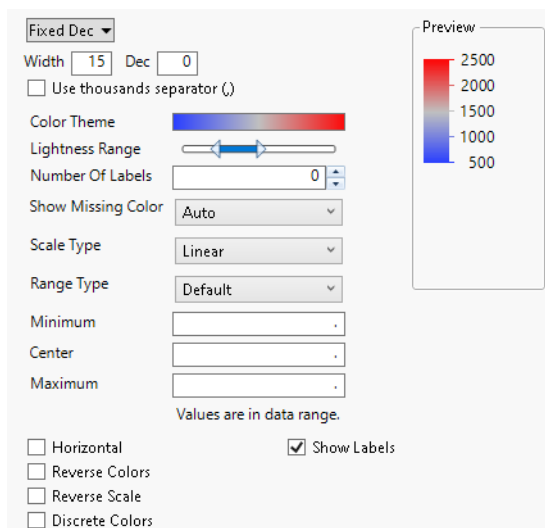 Fixed Dec
Width 15 Dec 0
Use thousands separator (,)
Color Theme
Lightness Range
Number Of Labels 0
Show Missing Color Auto
Scale Type Linear
Range Type Default
Minimum .
Center .
Maximum .
Values are in data range.
Horizontal Show Labels
Reverse Colors
Reverse Scale
Discrete Colors
Preview
2500
2000
1500
1000
500